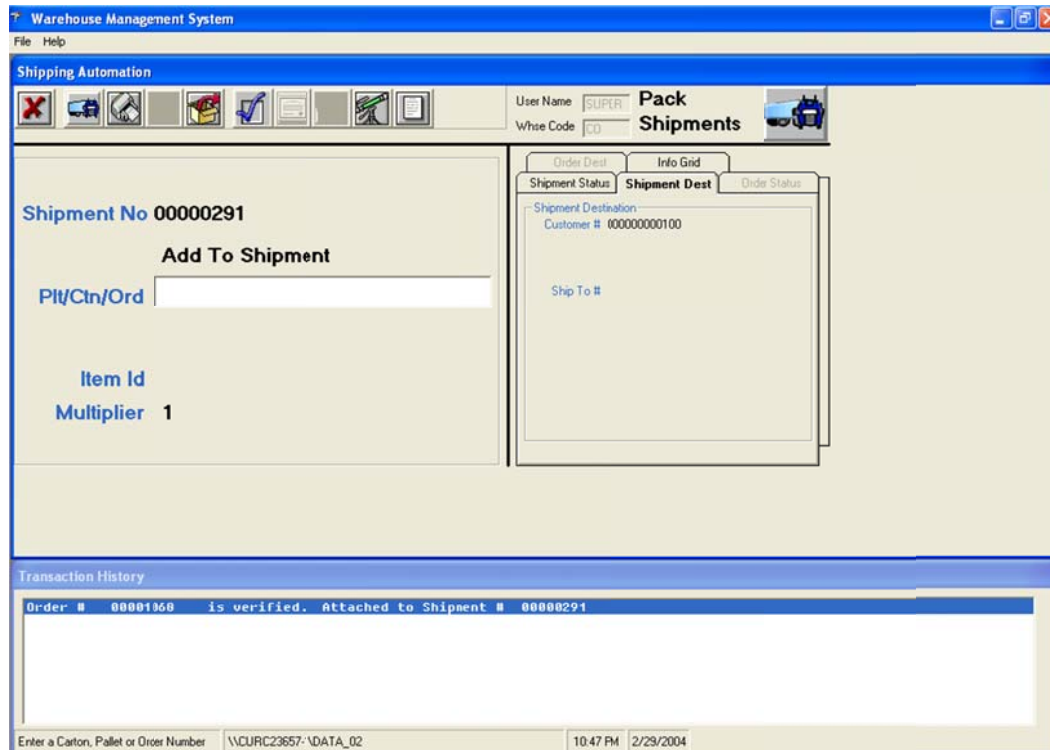 Warehouse Management System
File Help
Shipping Automation
User Name SUPER
Whse Code CO
Pack
Shipments
Order Dest Info Grid
Shipment Status Shipment Dest Order Status
Shipment No 00000291
Add To Shipment
Plt/Ctn/Ord
Item Id
Multiplier 1
Shipment Destination
Customer # 000000000100
Ship To #
Transaction History
Order # 00001060 is verified. Attached to Shipment # 00000291
Enter a Carton, Pallet or Order Number \\CURC23657-\DATA_02 10:47 PM 2/29/2004